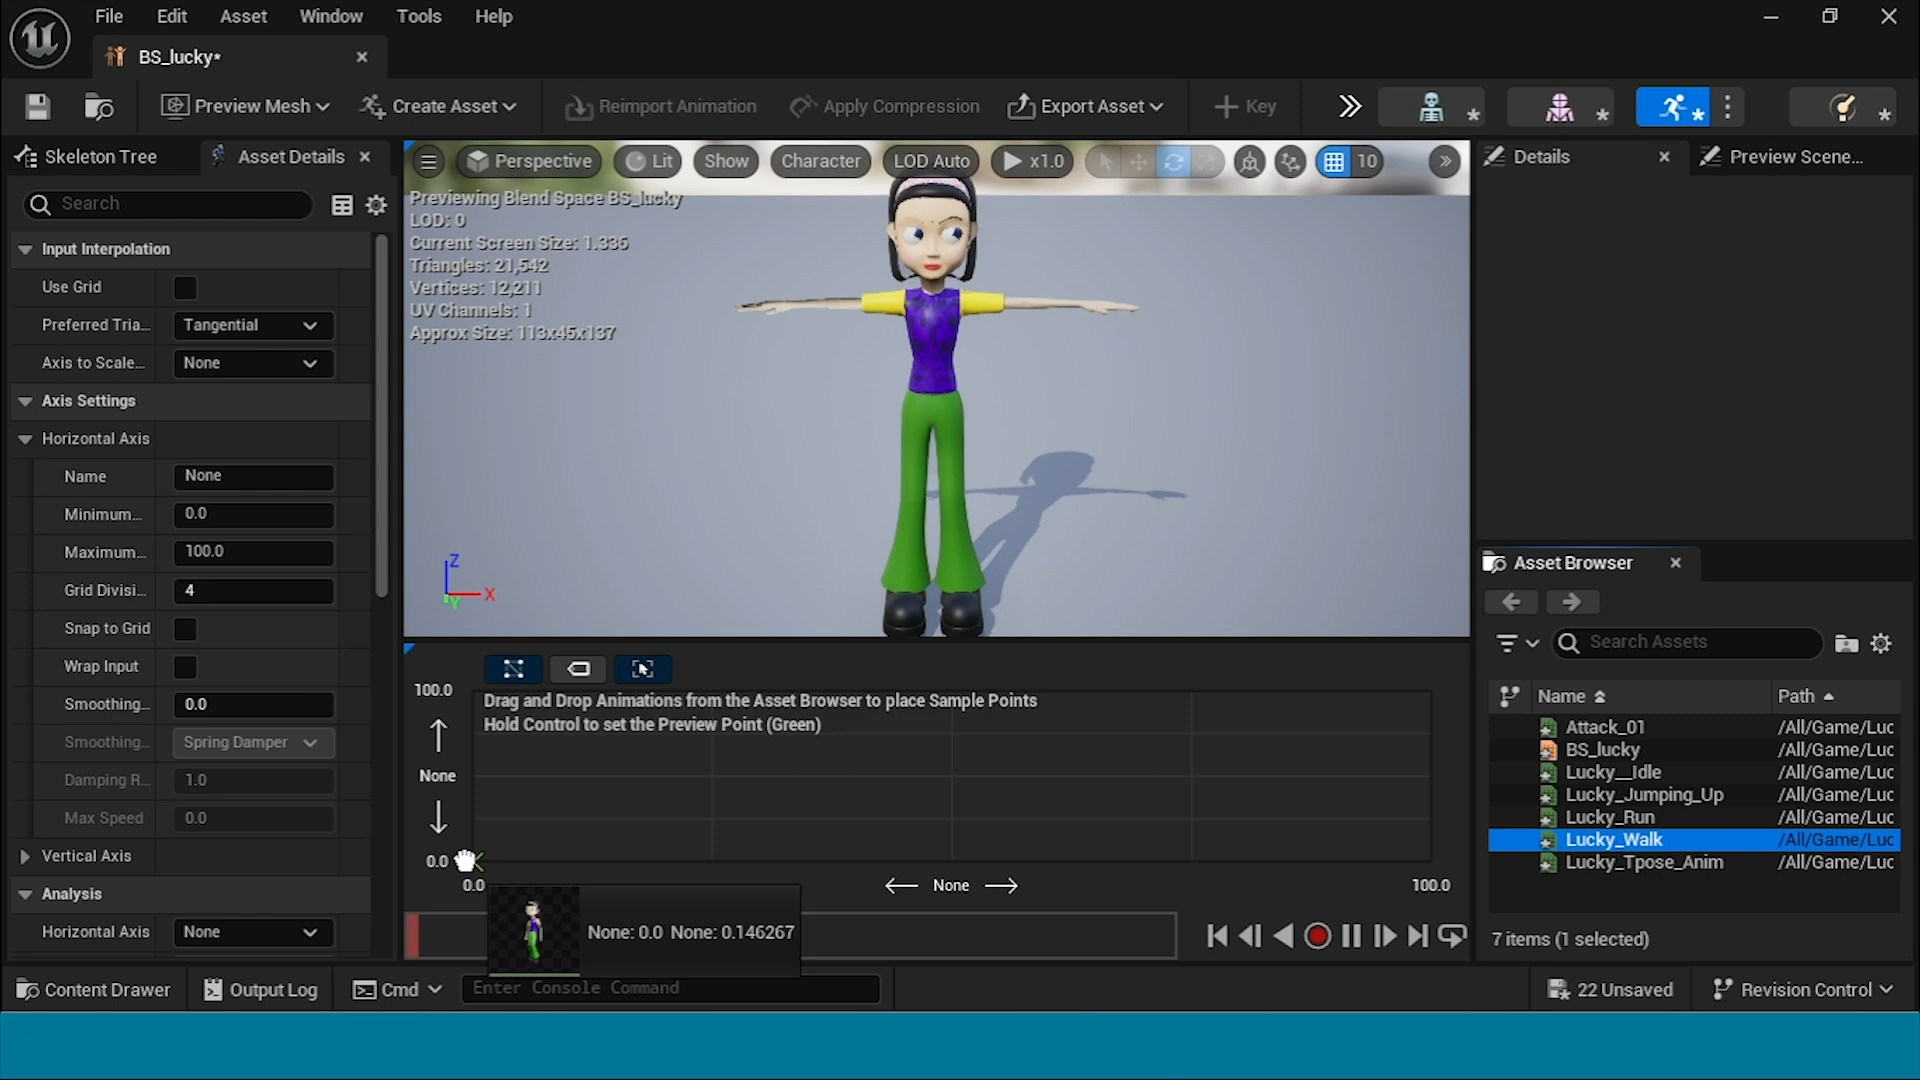 File Edit Asset Window Tools Help
BS_lucky*
Preview Mesh Create Asset Reimport Animation Apply Compression Export Asset Key
Skeleton Tree Asset Details
Search
Input Interpolation
Use Grid
Preferred Tria... Tangential
Axis to Scale... None
Axis Settings
Horizontal Axis
Name None
Minimum... 0.0
Maximum... 100.0
Grid Divisi... 4
Snap to Grid
Wrap Input
Smoothing... 0.0
Smoothing... Spring Damper
Damping R... 1.0
Max Speed 0.0
Vertical Axis
Analysis
Horizontal Axis None
Perspective Lit Show Character LOD Auto x1.0 10
Previewing Blend Space BS_lucky
LOD: 0
Current Screen Size: 1.336
Triangles: 21,542
Vertices: 12,211
UV Channels: 1
Approx Size: 113x45x137
Z
X
Y
100.0
Drag and Drop Animations from the Asset Browser to place Sample Points
Hold Control to set the Preview Point (Green)
None
0.0
0.0 None 100.0
None: 0.0 None: 0.146267
Details Preview Scene...
Asset Browser
Search Assets
Name Path
Attack_01 /All/Game/Luc
BS_lucky /All/Game/Luc
Lucky__Idle /All/Game/Luc
Lucky_Jumping_Up /All/Game/Luc
Lucky_Run /All/Game/Luc
Lucky_Walk /All/Game/Luc
Lucky_Tpose_Anim /All/Game/Luc
7 items (1 selected)
Content Drawer Output Log Cmd Enter Console Command 22 Unsaved Revision Control